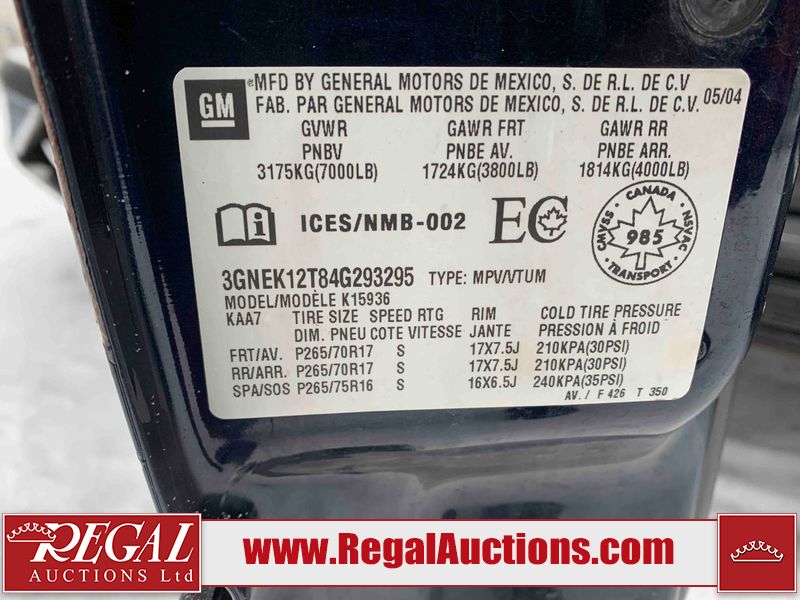 GM
MFD BY GENERAL MOTORS DE MEXICO, S. DE R.L. DE C.V
FAB. PAR GENERAL MOTORS DE MEXICO, S. DE R.L. DE C.V. 05/04
GVWR GAWR FRT GAWR RR
PNBV PNBE AV. PNBE ARR.
3175KG(7000LB) 1724KG(3800LB) 1814KG(4000LB)
i ICES/NMB-002 EC
CANADA
CMVSS 985 NSVAC
TRANSPORT
3GNEK12T84G293295 TYPE: MPV/VTUM
MODEL/MODÈLE K15936
KAA7 TIRE SIZE SPEED RTG RIM COLD TIRE PRESSURE
DIM. PNEU COTE VITESSE JANTE PRESSION À FROID
FRT/AV. P265/70R17 S 17X7.5J 210KPA(30PSI)
RR/ARR. P265/70R17 S 17X7.5J 210KPA(30PSI)
SPA/SOS P265/75R16 S 16X6.5J 240KPA(35PSI)
AV. / F 426 T 350
REGAL
AUCTIONS Ltd
www.RegalAuctions.com